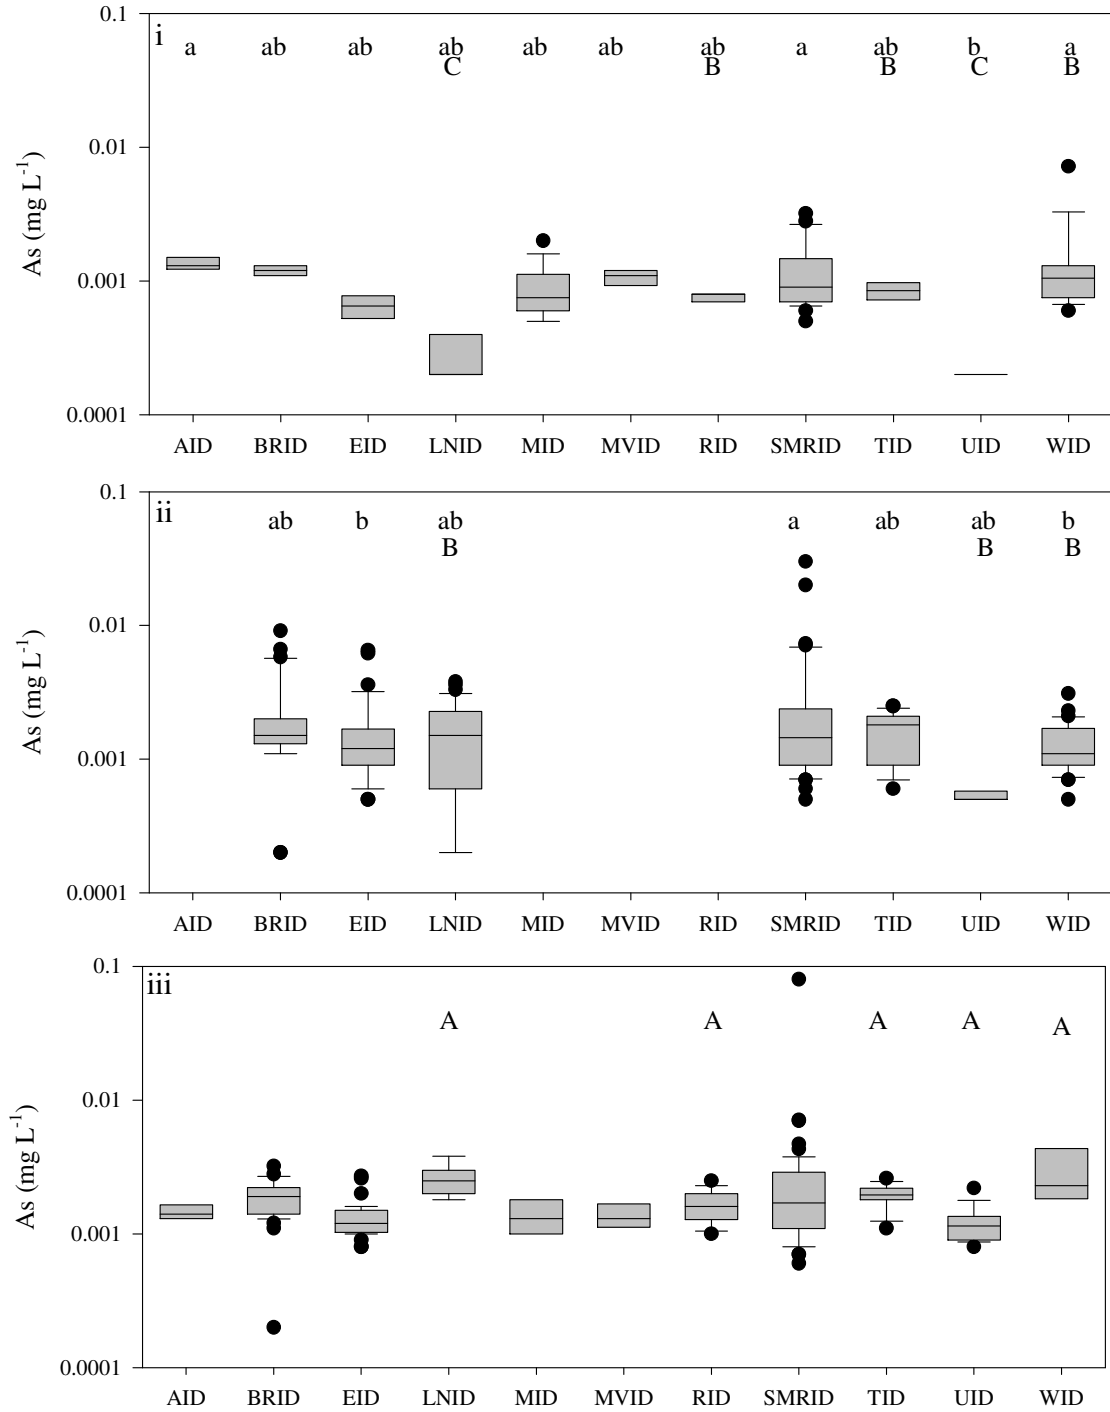 0.1
i
a ab ab ab ab ab ab a ab b a
C B B C B
0.01
As (mg L⁻¹)
0.001
0.0001
AID BRID EID LNID MID MVID RID SMRID TID UID WID
0.1
ii
ab b ab a ab ab b
B B B
0.01
As (mg L⁻¹)
0.001
0.0001
AID BRID EID LNID MID MVID RID SMRID TID UID WID
0.1
iii
A A A A A
0.01
As (mg L⁻¹)
0.001
0.0001
AID BRID EID LNID MID MVID RID SMRID TID UID WID